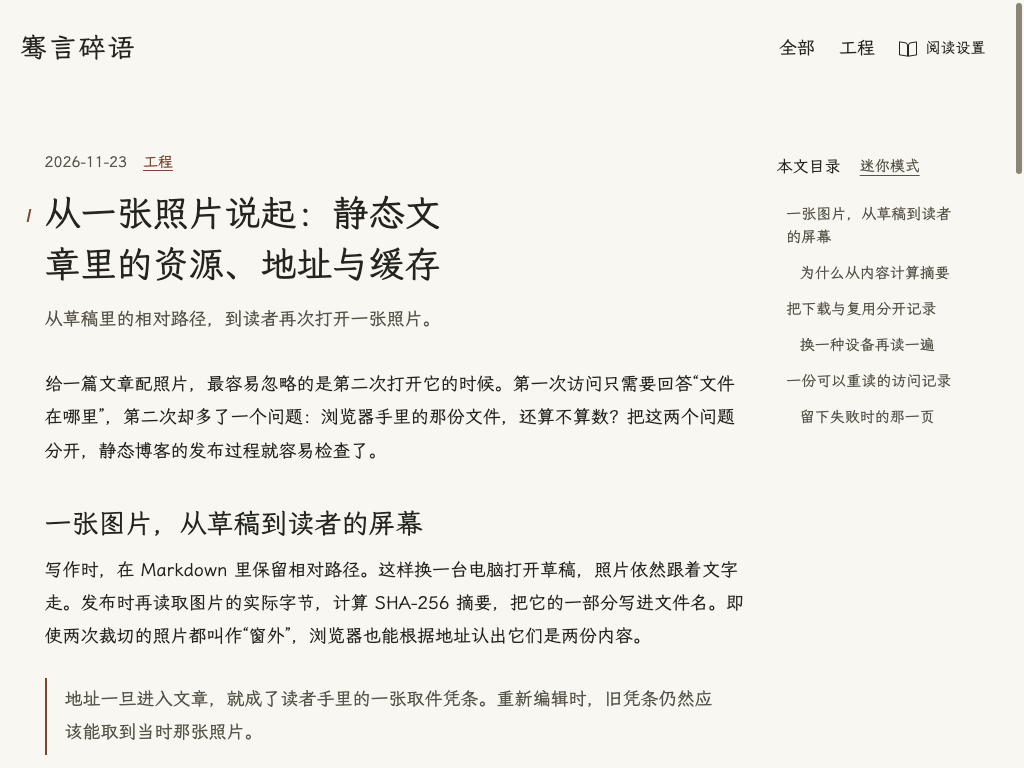 骞言碎语
全部 工程 阅读设置
2026-11-23 工程
从一张照片说起：静态文
章里的资源、地址与缓存
从草稿里的相对路径，到读者再次打开一张照片。
给一篇文章配照片，最容易忽略的是第二次打开它的时候。第一次访问只需要回答“文件
在哪里”，第二次却多了一个问题：浏览器手里的那份文件，还算不算数？把这两个问题
分开，静态博客的发布过程就容易检查了。
一张图片，从草稿到读者的屏幕
写作时，在 Markdown 里保留相对路径。这样换一台电脑打开草稿，照片依然跟着文字
走。发布时再读取图片的实际字节，计算 SHA-256 摘要，把它的一部分写进文件名。即
使两次裁切的照片都叫作“窗外”，浏览器也能根据地址认出它们是两份内容。
地址一旦进入文章，就成了读者手里的一张取件凭条。重新编辑时，旧凭条仍然应
该能取到当时那张照片。
本文目录 迷你模式
一张图片，从草稿到读者
的屏幕
为什么从内容计算摘要
把下载与复用分开记录
换一种设备再读一遍
一份可以重读的访问记录
留下失败时的那一页